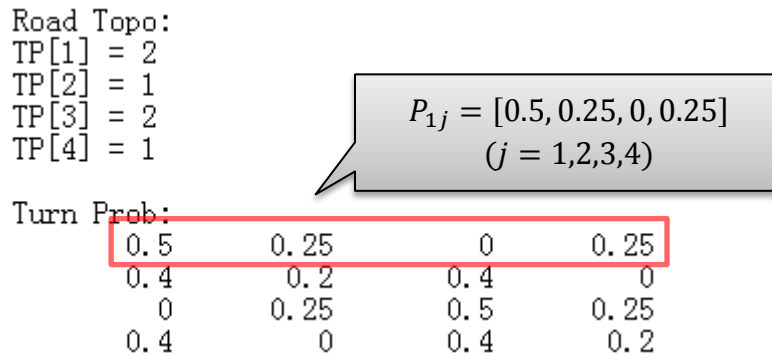 Road Topo:
TP[1] = 2
TP[2] = 1
TP[3] = 2
TP[4] = 1
P₁ⱼ = [0.5, 0.25, 0, 0.25]
(j = 1,2,3,4)
Turn Prob:
0.5 0.25 0 0.25
0.4 0.2 0.4 0
0 0.25 0.5 0.25
0.4 0 0.4 0.2